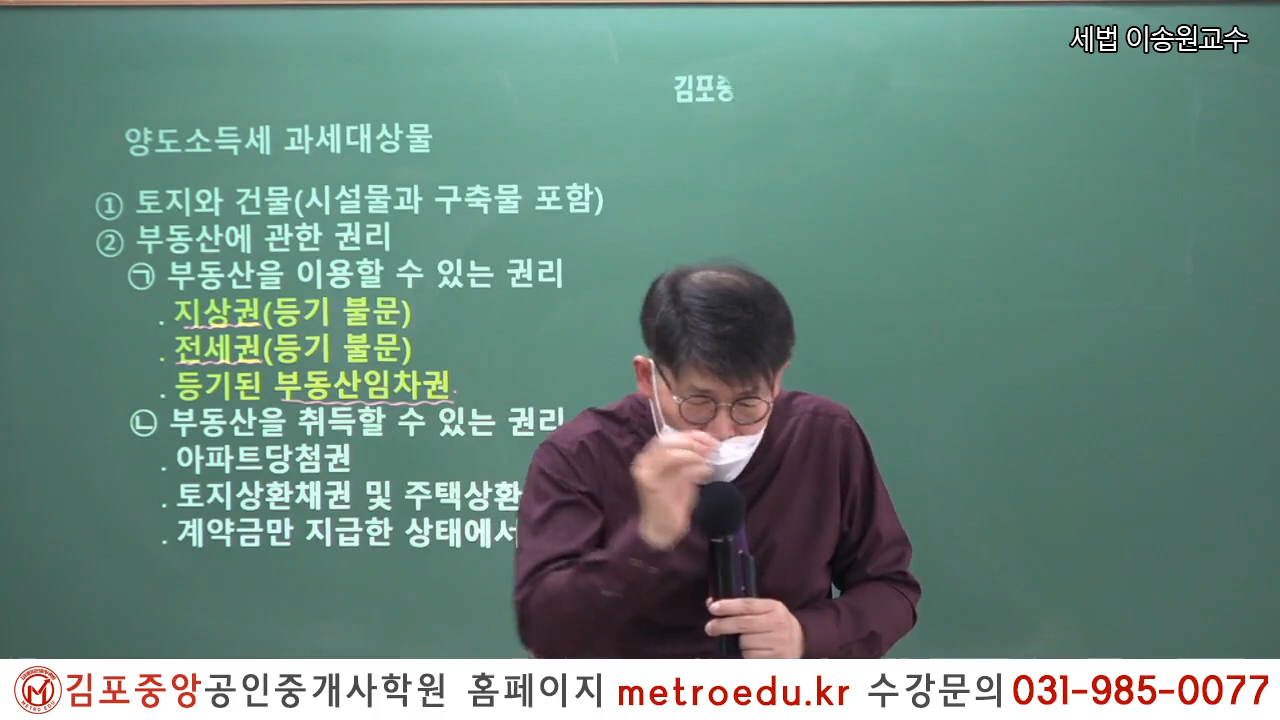 세법 이송원교수
김포중
양도소득세 과세대상물
① 토지와 건물(시설물과 구축물 포함)
② 부동산에 관한 권리
㉠ 부동산을 이용할 수 있는 권리
. 지상권(등기 불문)
. 전세권(등기 불문)
. 등기된 부동산임차권
㉡ 부동산을 취득할 수 있는 권리
. 아파트당첨권
. 토지상환채권 및 주택상환
. 계약금만 지급한 상태에서
김포중앙공인중개사학원 홈페이지 metroedu.kr 수강문의 031-985-0077